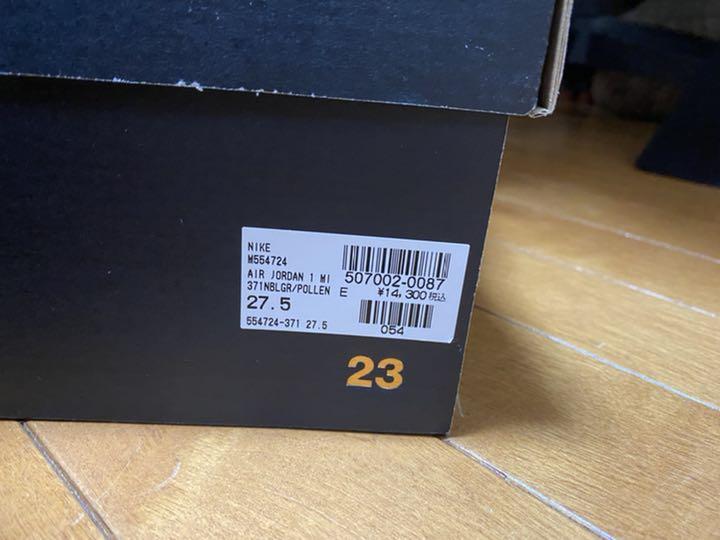 NIKE
M554724
AIR JORDAN 1 MI
371NBLGR/POLLEN E
27.5
554724-371 27.5
507002-0087
¥14,300税込
054
23